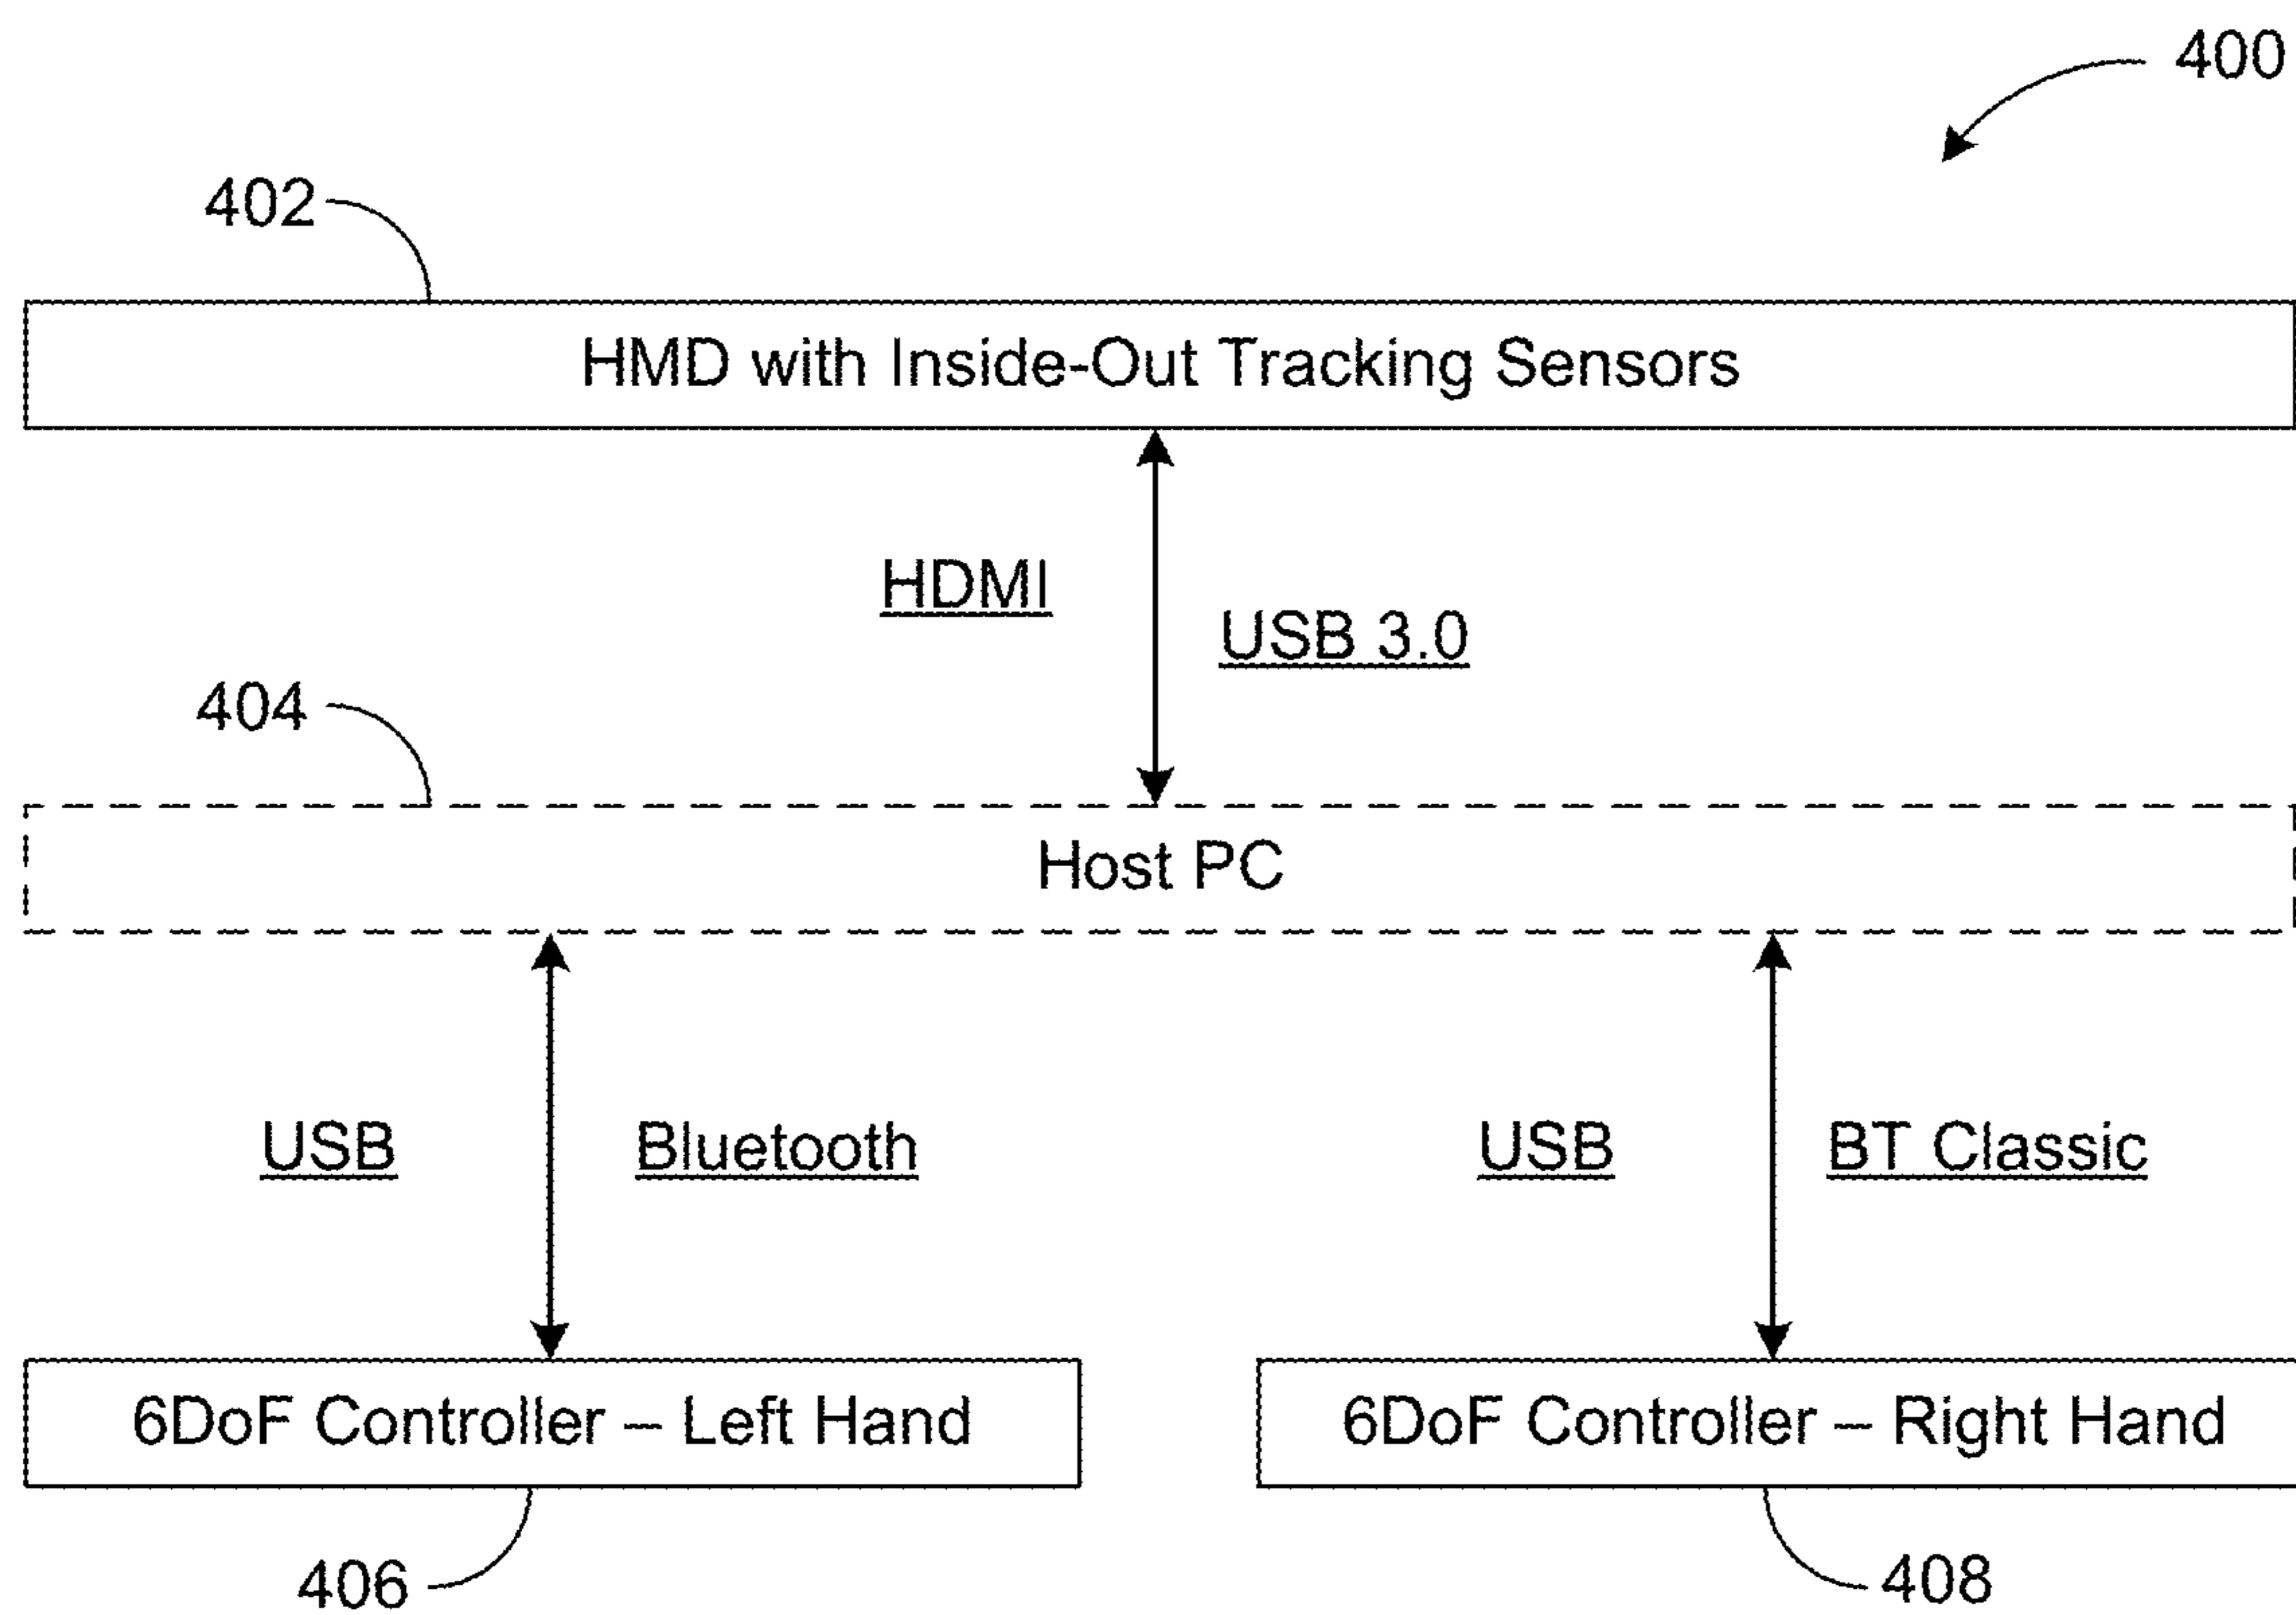 400
402
HMD with Inside-Out Tracking Sensors
HDMI
USB 3.0
404
Host PC
USB
Bluetooth
USB
BT Classic
6DoF Controller – Left Hand
6DoF Controller – Right Hand
406
408